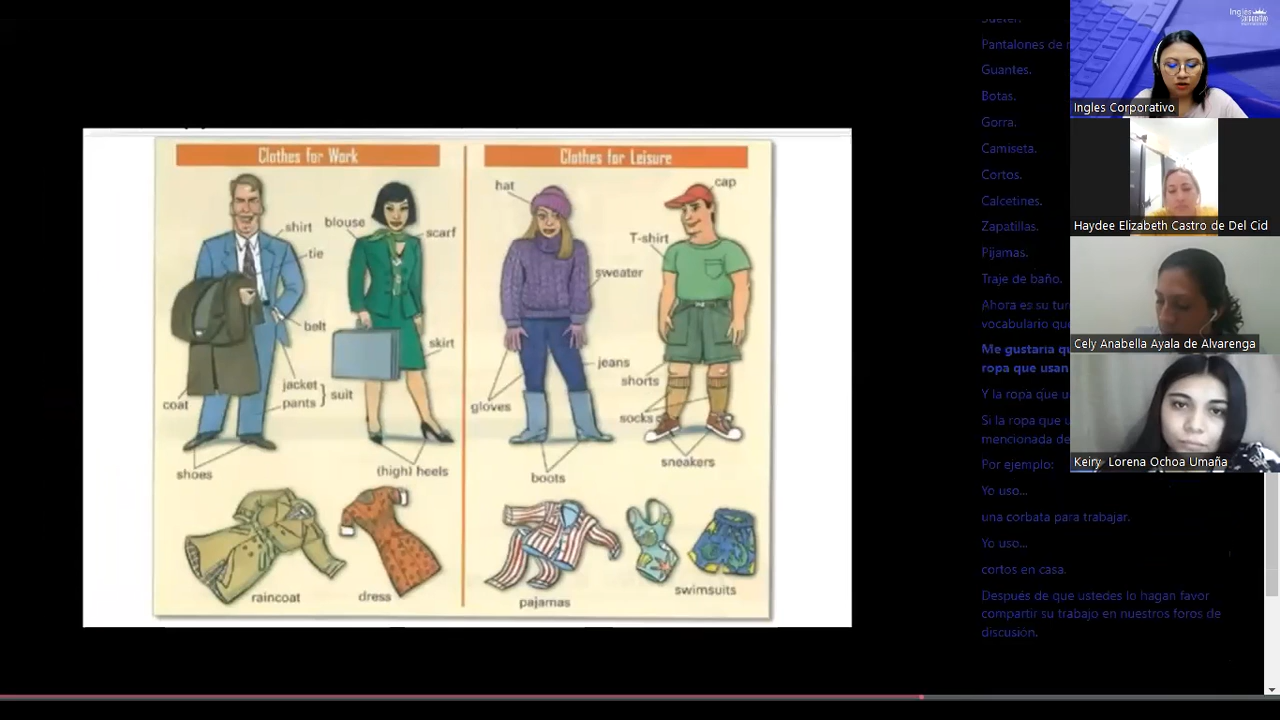 Clothes for Work
Clothes for Leisure
shirt
blouse
scarf
tie
belt
skirt
jacket
pants
suit
coat
shoes
(high) heels
raincoat
dress
hat
cap
T-shirt
sweater
jeans
shorts
gloves
socks
boots
sneakers
pajamas
swimsuits
Pantalones de
Guantes.
Botas.
Gorra.
Camiseta.
Cortos.
Calcetines.
Zapatillas.
Pijamas.
Traje de baño.
Ahora es su
vocabulario
Me gustaría
ropa que usan
Y la ropa que
Si la ropa que
mencionada
Por ejemplo:
Yo uso...
una corbata para trabajar.
Yo uso...
cortos en casa.
Después de que ustedes lo hagan favor
compartir su trabajo en nuestros foros de
discusión.
Ingles Corporativo
Haydee Elizabeth Castro de Del Cid
Cely Anabella Ayala de Alvarenga
Keiry Lorena Ochoa Umaña